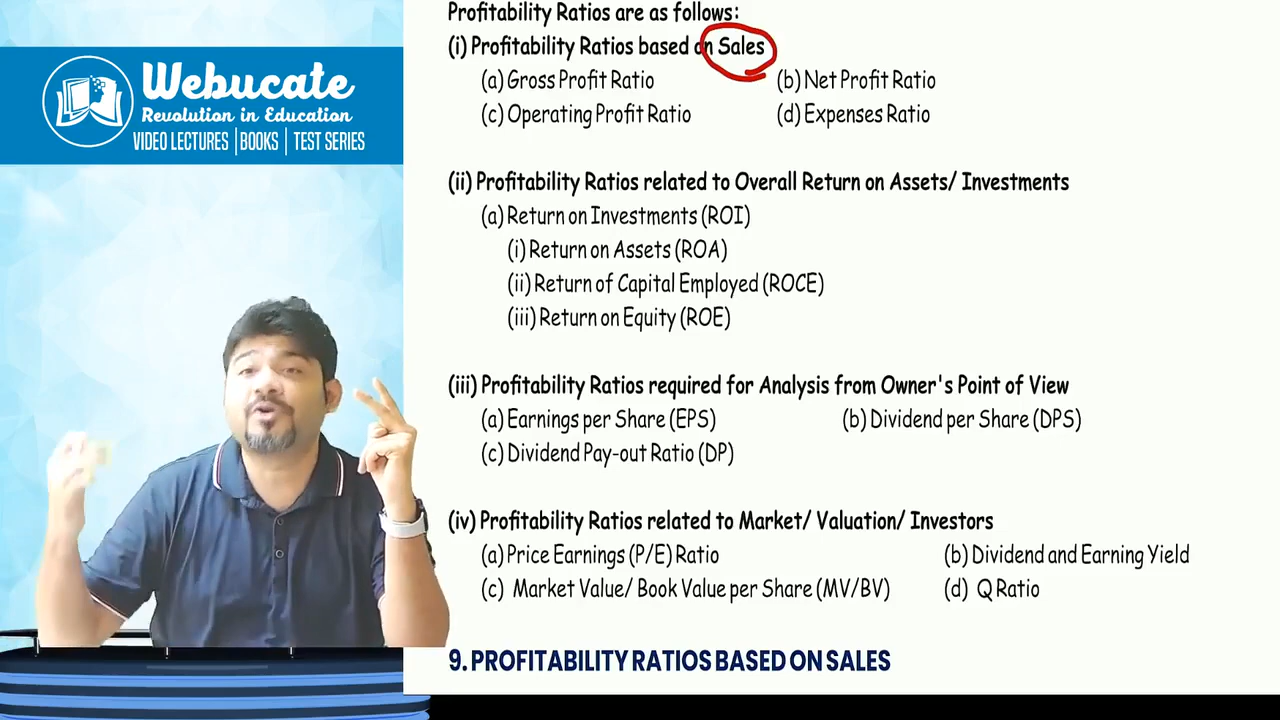 Webucate
Revolution in Education
VIDEO LECTURES | BOOKS | TEST SERIES
Profitability Ratios are as follows:
(i) Profitability Ratios based on Sales
(a) Gross Profit Ratio (b) Net Profit Ratio
(c) Operating Profit Ratio (d) Expenses Ratio
(ii) Profitability Ratios related to Overall Return on Assets/ Investments
(a) Return on Investments (ROI)
(i) Return on Assets (ROA)
(ii) Return of Capital Employed (ROCE)
(iii) Return on Equity (ROE)
(iii) Profitability Ratios required for Analysis from Owner's Point of View
(a) Earnings per Share (EPS) (b) Dividend per Share (DPS)
(c) Dividend Pay-out Ratio (DP)
(iv) Profitability Ratios related to Market/ Valuation/ Investors
(a) Price Earnings (P/E) Ratio (b) Dividend and Earning Yield
(c) Market Value/ Book Value per Share (MV/BV) (d) Q Ratio
9. PROFITABILITY RATIOS BASED ON SALES